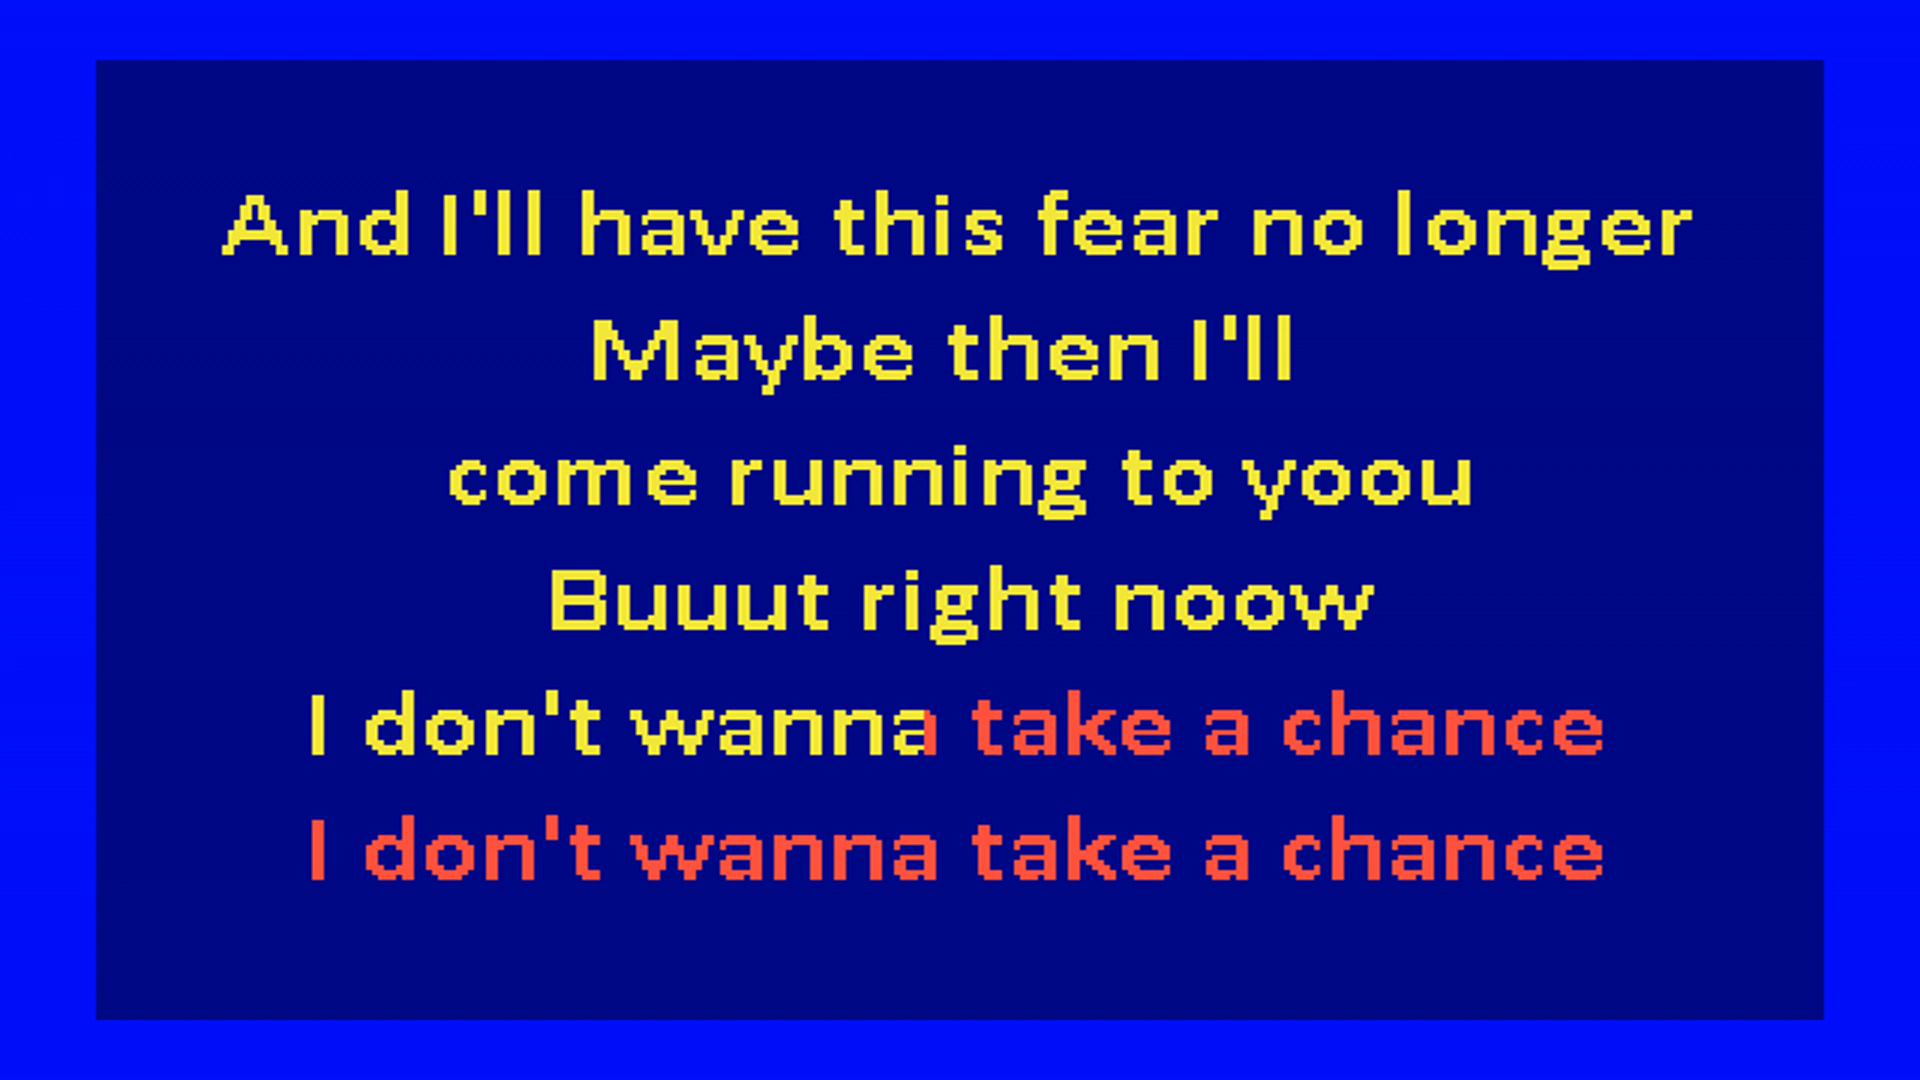 And I'll have this fear no longer
Maybe then I'll
come running to yoou
Buuut right noow
I don't wanna take a chance
I don't wanna take a chance